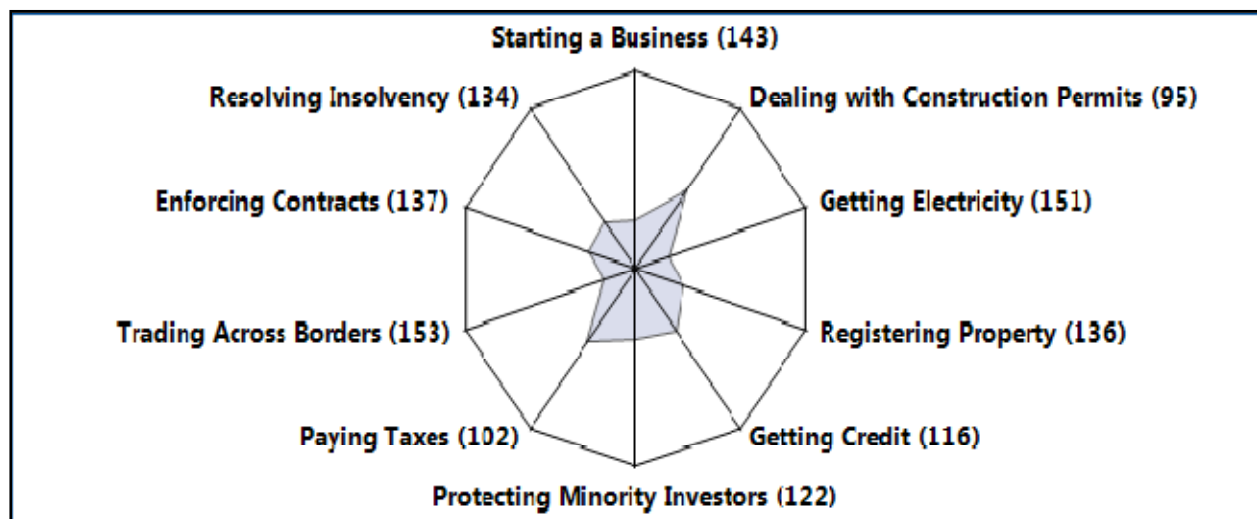 Starting a Business (143)
Resolving Insolvency (134)
Dealing with Construction Permits (95)
Enforcing Contracts (137)
Getting Electricity (151)
Trading Across Borders (153)
Registering Property (136)
Paying Taxes (102)
Getting Credit (116)
Protecting Minority Investors (122)